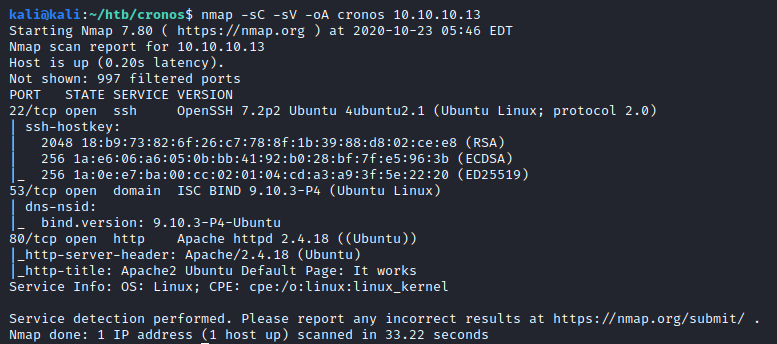 kali@kali:~/htb/cronos$ nmap -sC -sV -oA cronos 10.10.10.13
Starting Nmap 7.80 ( https://nmap.org ) at 2020-10-23 05:46 EDT
Nmap scan report for 10.10.10.13
Host is up (0.20s latency).
Not shown: 997 filtered ports
PORT   STATE SERVICE VERSION
22/tcp open  ssh     OpenSSH 7.2p2 Ubuntu 4ubuntu2.1 (Ubuntu Linux; protocol 2.0)
| ssh-hostkey:
|   2048 18:b9:73:82:6f:26:c7:78:8f:1b:39:88:d8:02:ce:e8 (RSA)
|   256 1a:e6:06:a6:05:0b:bb:41:92:b0:28:bf:7f:e5:96:3b (ECDSA)
|_  256 1a:0e:e7:ba:00:cc:02:01:04:cd:a3:a9:3f:5e:22:20 (ED25519)
53/tcp open  domain  ISC BIND 9.10.3-P4 (Ubuntu Linux)
| dns-nsid:
|_  bind.version: 9.10.3-P4-Ubuntu
80/tcp open  http    Apache httpd 2.4.18 ((Ubuntu))
|_http-server-header: Apache/2.4.18 (Ubuntu)
|_http-title: Apache2 Ubuntu Default Page: It works
Service Info: OS: Linux; CPE: cpe:/o:linux:linux_kernel

Service detection performed. Please report any incorrect results at https://nmap.org/submit/ .
Nmap done: 1 IP address (1 host up) scanned in 33.22 seconds